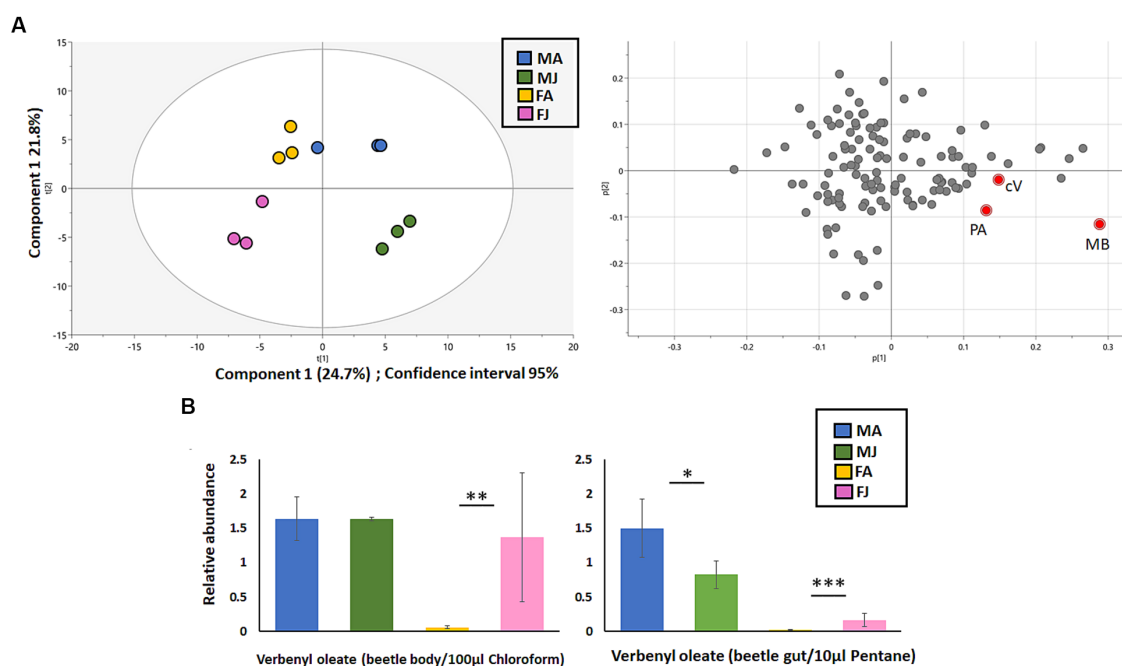 A
15
10
5
0
-5
-10
-15
-20
-15
-10
-5
0
5
10
15
20
t[2]
t[1]
Component 1 21.8%)
Component 1 (24.7%) ; Confidence interval 95%
MA
MJ
FA
FJ
0.2
0.1
0
-0.1
-0.2
-0.3
-0.3
-0.2
-0.1
0
0.1
0.2
0.3
p[2]
p[1]
cV
PA
MB
B
MA
MJ
FA
FJ
Relative abundance
2.5
2
1.5
1
0.5
0
**
Verbenyl oleate (beetle body/100µl Chloroform)
2.5
2
1.5
1
0.5
0
*
***
Verbenyl oleate (beetle gut/10µl Pentane)